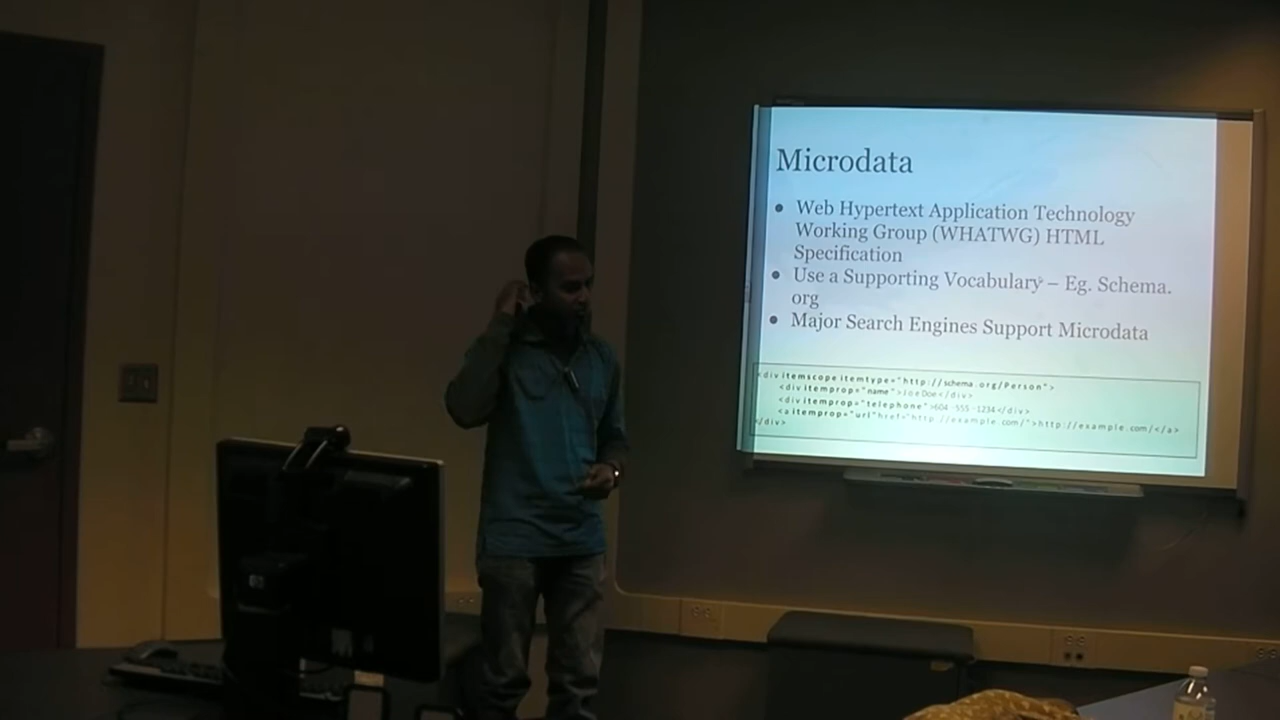 Microdata
● Web Hypertext Application Technology
Working Group (WHATWG) HTML
Specification
● Use a Supporting Vocabulary – Eg. Schema.
org
● Major Search Engines Support Microdata
<div itemscope itemtype="http://schema.org/Person">
<div itemprop="name">Joe Doe</div>
<div itemprop="telephone">604-555-1234</div>
<a itemprop="url"href="http://example.com/">http://example.com/</a>
</div>
hp